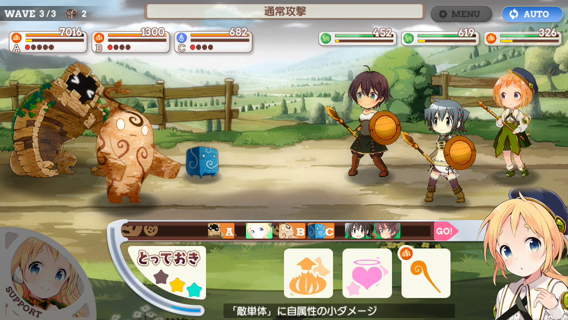 WAVE 3/3 2
通常攻撃
MENU
AUTO
7016
A
1300
B
682
C
452
619
326
A B C GO!
とっておき
SUPPORT
「敵単体」に自属性の小ダメージ